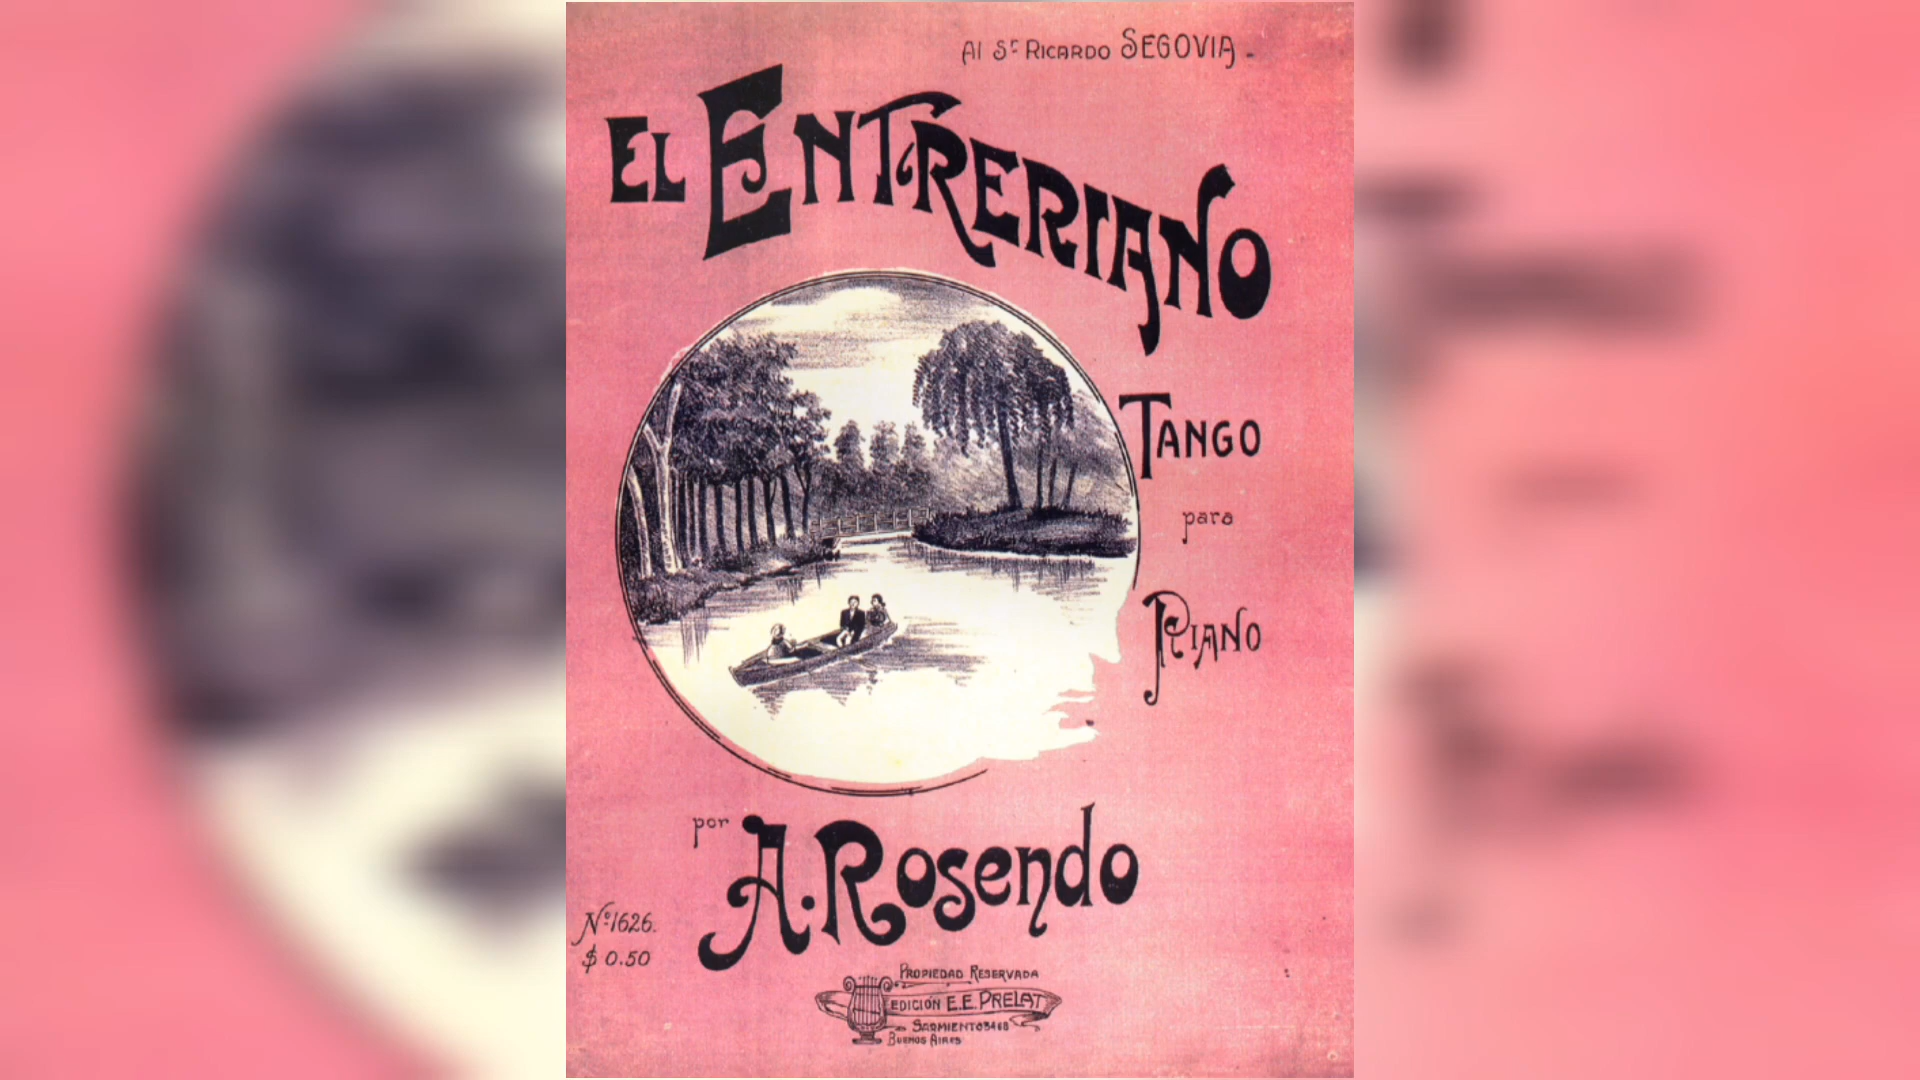 Al Sr Ricardo Segovia.
El Entreriano
Tango
para
Piano
por
A. Rosendo
No 1626.
$ 0.50
Propiedad Reservada
Edición E.E. Prelat
Buenos Aires